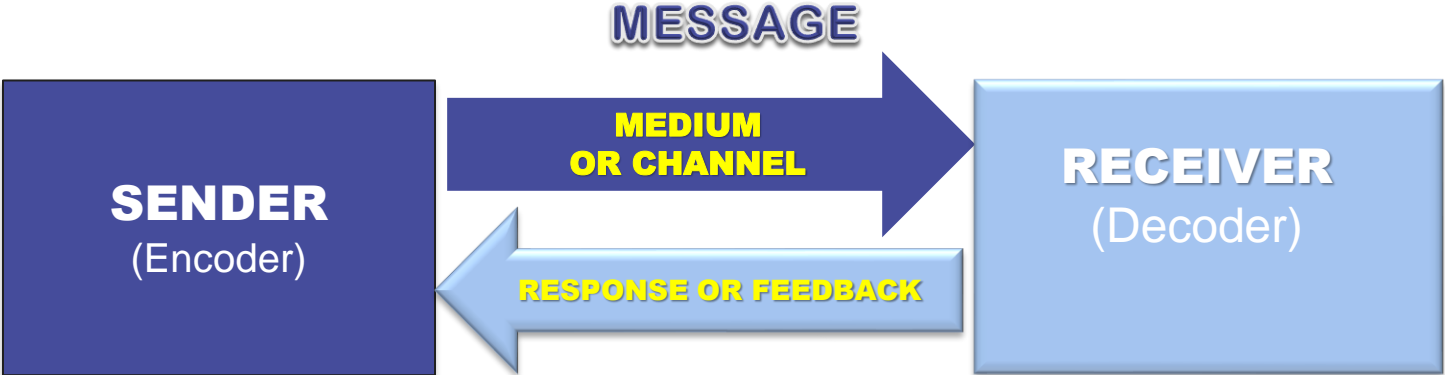 MESSAGE
MEDIUM
OR CHANNEL
SENDER
(Encoder)
RECEIVER
(Decoder)
RESPONSE OR FEEDBACK